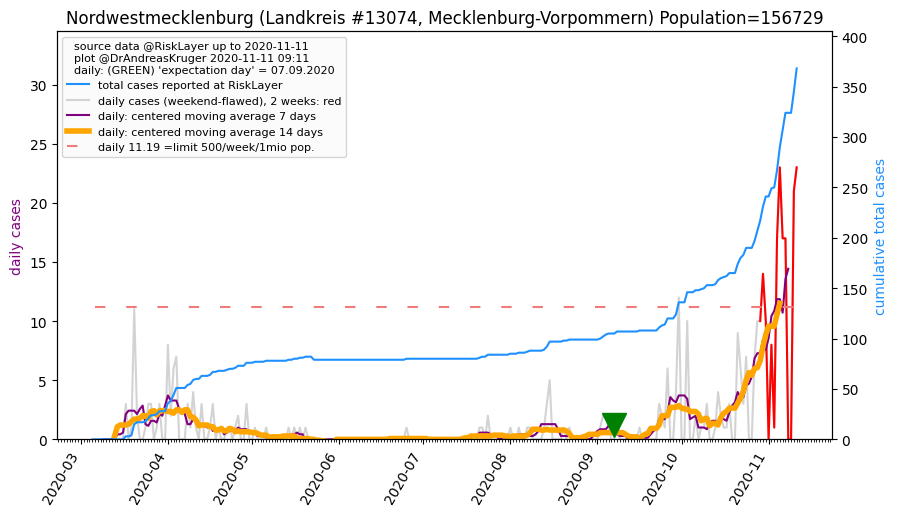 Nordwestmecklenburg (Landkreis #13074, Mecklenburg-Vorpommern) Population=156729
source data @RiskLayer up to 2020-11-11
plot @DrAndreasKruger 2020-11-11 09:11
daily: (GREEN) 'expectation day' = 07.09.2020
total cases reported at RiskLayer
daily cases (weekend-flawed), 2 weeks: red
daily: centered moving average 7 days
daily: centered moving average 14 days
daily 11.19 =limit 500/week/1mio pop.
daily cases
30
25
20
15
10
5
0
cumulative total cases
400
350
300
250
200
150
100
50
0
2020-03
2020-04
2020-05
2020-06
2020-07
2020-08
2020-09
2020-10
2020-11